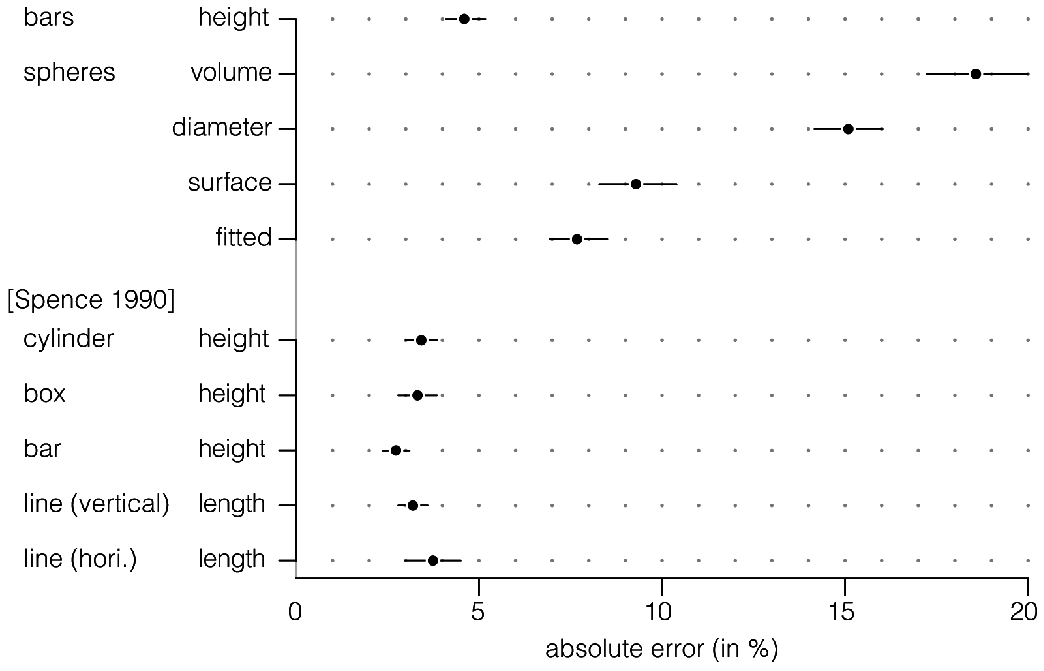 bars height
spheres volume
diameter
surface
fitted
[Spence 1990]
cylinder height
box height
bar height
line (vertical) length
line (hori.) length
0 5 10 15 20
absolute error (in %)